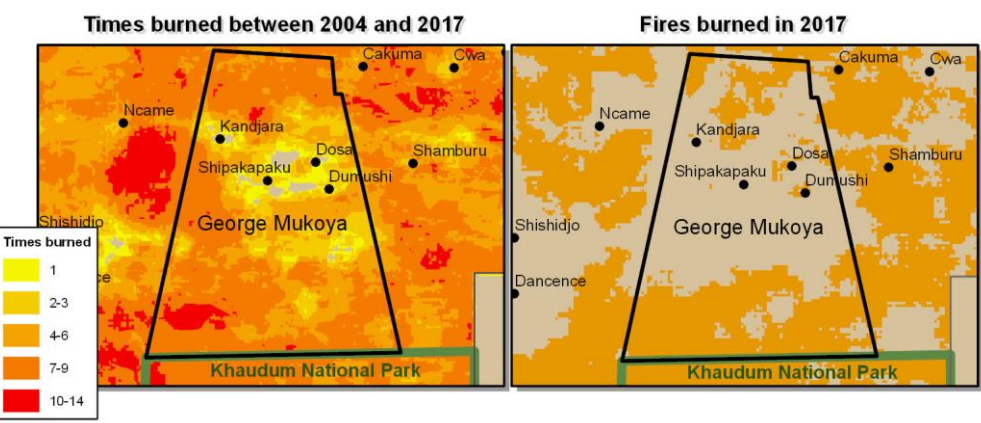 Times burned between 2004 and 2017
Cakuma
Cwa
Ncame
Kandjara
Dosa
Shamburu
Shipakapaku
Dumushi
Shishidjo
George Mukoya
ce
Khaudum National Park
Times burned
1
2-3
4-6
7-9
10-14
Fires burned in 2017
Cakuma
Cwa
Ncame
Kandjara
Dosa
Shamburu
Shipakapaku
Dumushi
Shishidjo
George Mukoya
Dancence
Khaudum National Park